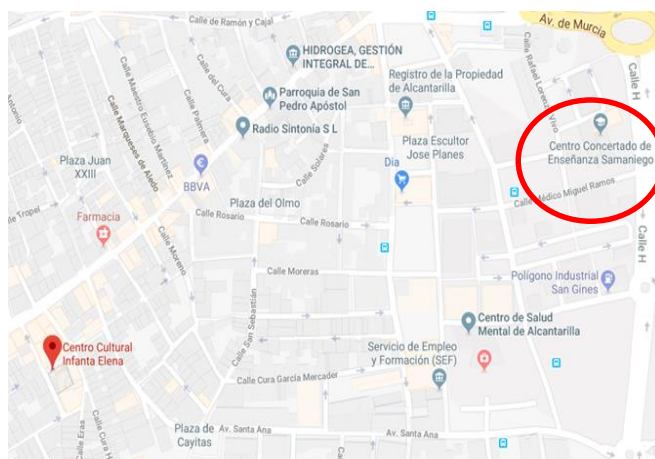 Calle de Ramón y Cajal
Av. de Murcia
HIDROGEA, GESTIÓN
INTEGRAL DE...
Calle Rafael Lorenzo Vivo
Calle H
Calle Maestro Eusebio Martínez
Calle del Cura
Registro de la Propiedad
de Alcantarilla
Antonio
Calle Marqueses de Aledo
Calle Palmera
Parroquia de San
Pedro Apóstol
Radio Sintonia S L
Plaza Escultor
Jose Planes
Centro Concertado de
Enseñanza Samaniego
Plaza Juan
XXIII
BBVA
Calle Solares
Dia
Calle Médico Miguel Ramos
Plaza del Olmo
Farmacia
Calle Rosario
Calle Rosario
Calle Moreno
Calle H
Calle Moreras
Polígono Industrial
San Gines
Calle San Sebastián
Centro de Salud
Mental de Alcantarilla
Centro Cultural
Infanta Elena
Servicio de Empleo
y Formación (SEF)
Calle Cura García Mercader
Calle Eras
Calle Cura H
Plaza de
Cayitas
Av. Santa Ana
Av. Santa Ana